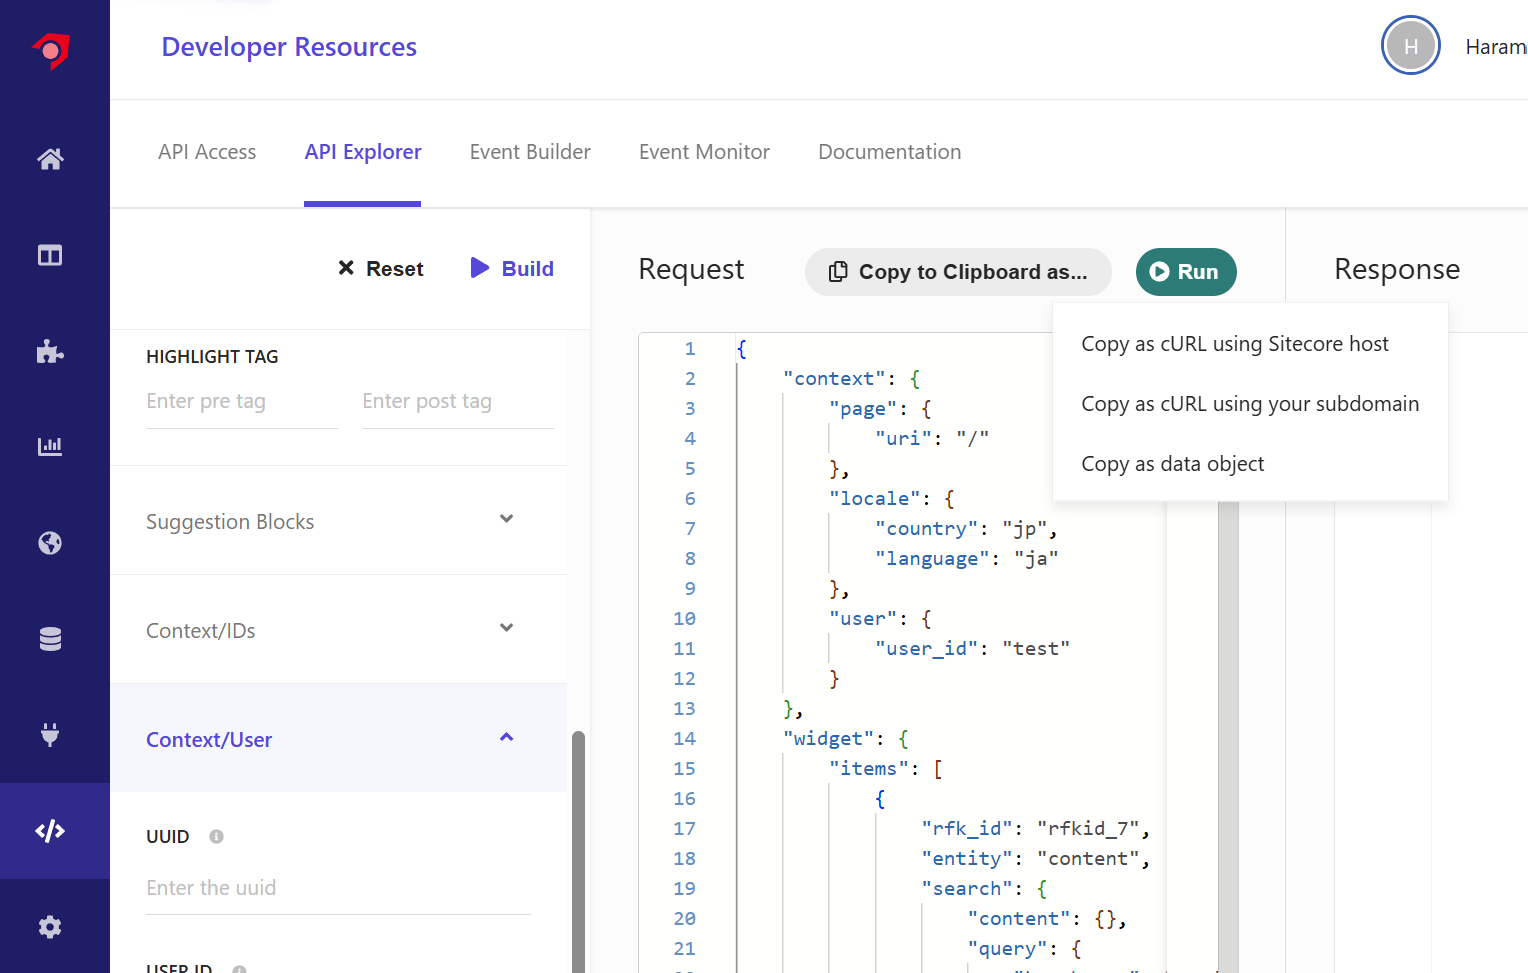 Developer Resources
H
Haram
API Access
API Explorer
Event Builder
Event Monitor
Documentation
Reset
Build
Request
Copy to Clipboard as...
Run
Response
Copy as cURL using Sitecore host
Copy as cURL using your subdomain
Copy as data object
HIGHLIGHT TAG
Enter pre tag
Enter post tag
Suggestion Blocks
Context/IDs
Context/User
UUID
Enter the uuid
USER ID
1 {
2 "context": {
3 "page": {
4 "uri": "/"
5 },
6 "locale": {
7 "country": "jp",
8 "language": "ja"
9 },
10 "user": {
11 "user_id": "test"
12 }
13 },
14 "widget": {
15 "items": [
16 {
17 "rfk_id": "rfkid_7",
18 "entity": "content",
19 "search": {
20 "content": {},
21 "query": {